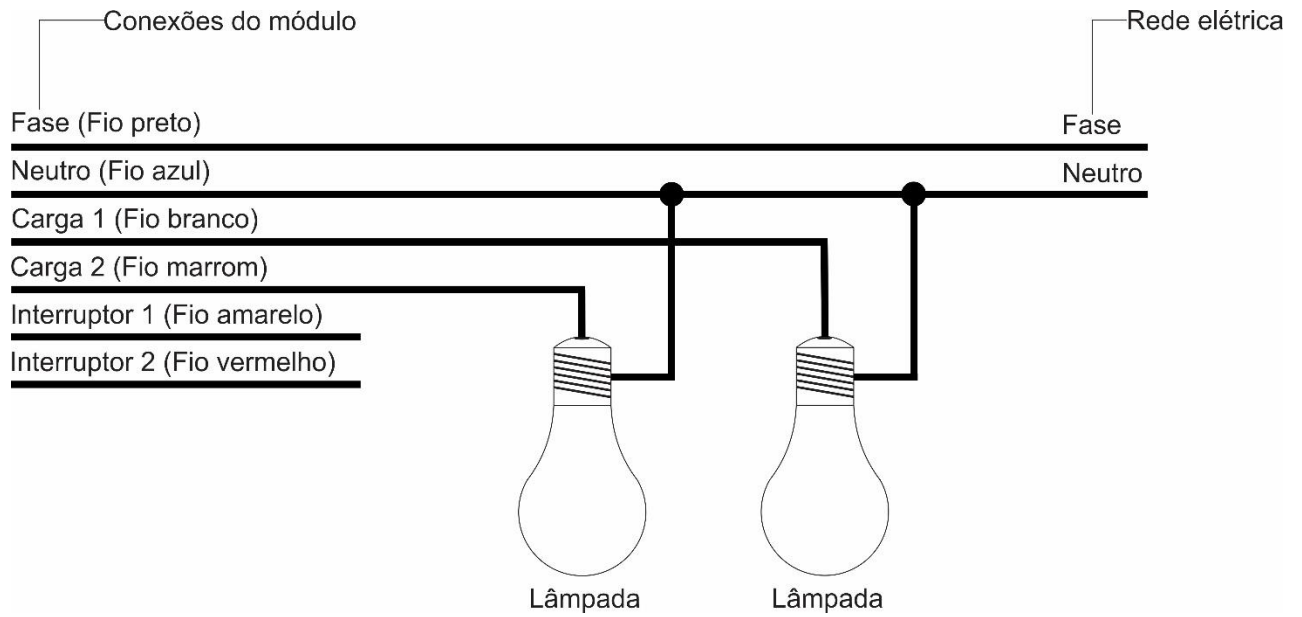 Conexões do módulo
Rede elétrica
Fase (Fio preto)
Fase
Neutro (Fio azul)
Neutro
Carga 1 (Fio branco)
Carga 2 (Fio marrom)
Interruptor 1 (Fio amarelo)
Interruptor 2 (Fio vermelho)
Lâmpada
Lâmpada